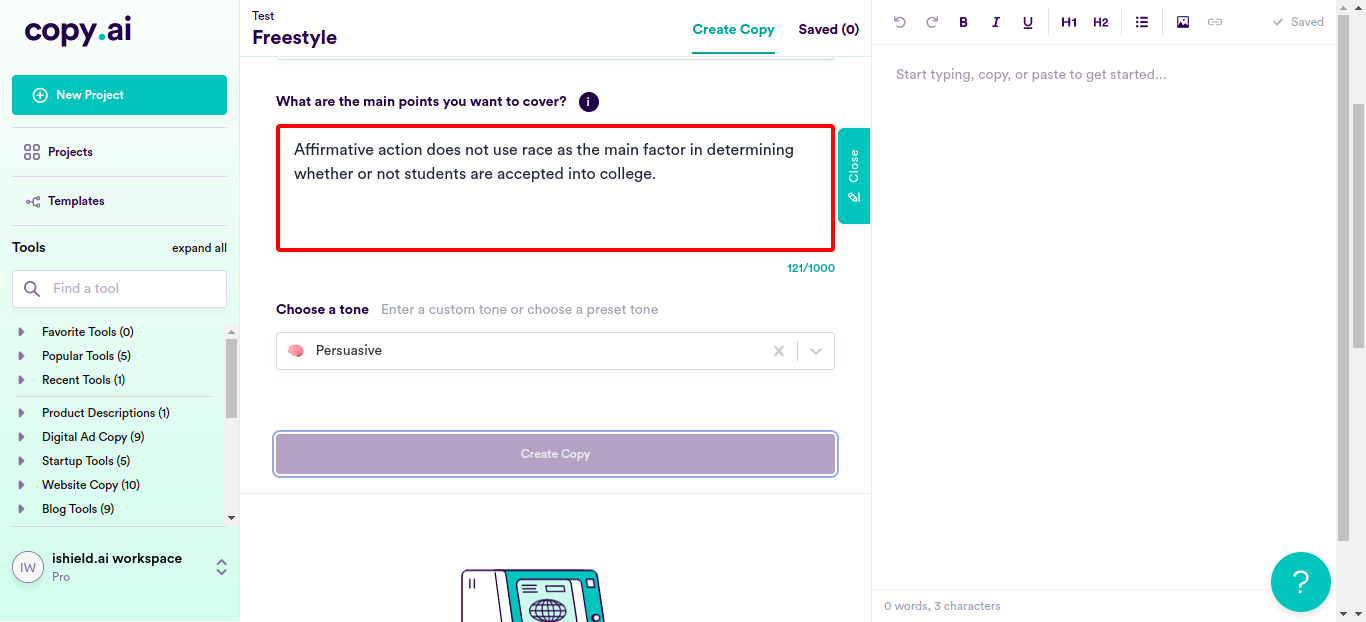 copy.ai
New Project
Projects
Templates
Tools
expand all
Find a tool
Favorite Tools (0)
Popular Tools (5)
Recent Tools (1)
Product Descriptions (1)
Digital Ad Copy (9)
Startup Tools (5)
Website Copy (10)
Blog Tools (9)
IW
ishield.ai workspace
Pro
Test
Freestyle
Create Copy
Saved (0)
What are the main points you want to cover?
i
Affirmative action does not use race as the main factor in determining
whether or not students are accepted into college.
121/1000
Close
Choose a tone
Enter a custom tone or choose a preset tone
Persuasive
Create Copy
B
I
U
H1
H2
Saved
Start typing, copy, or paste to get started...
0 words, 3 characters
?